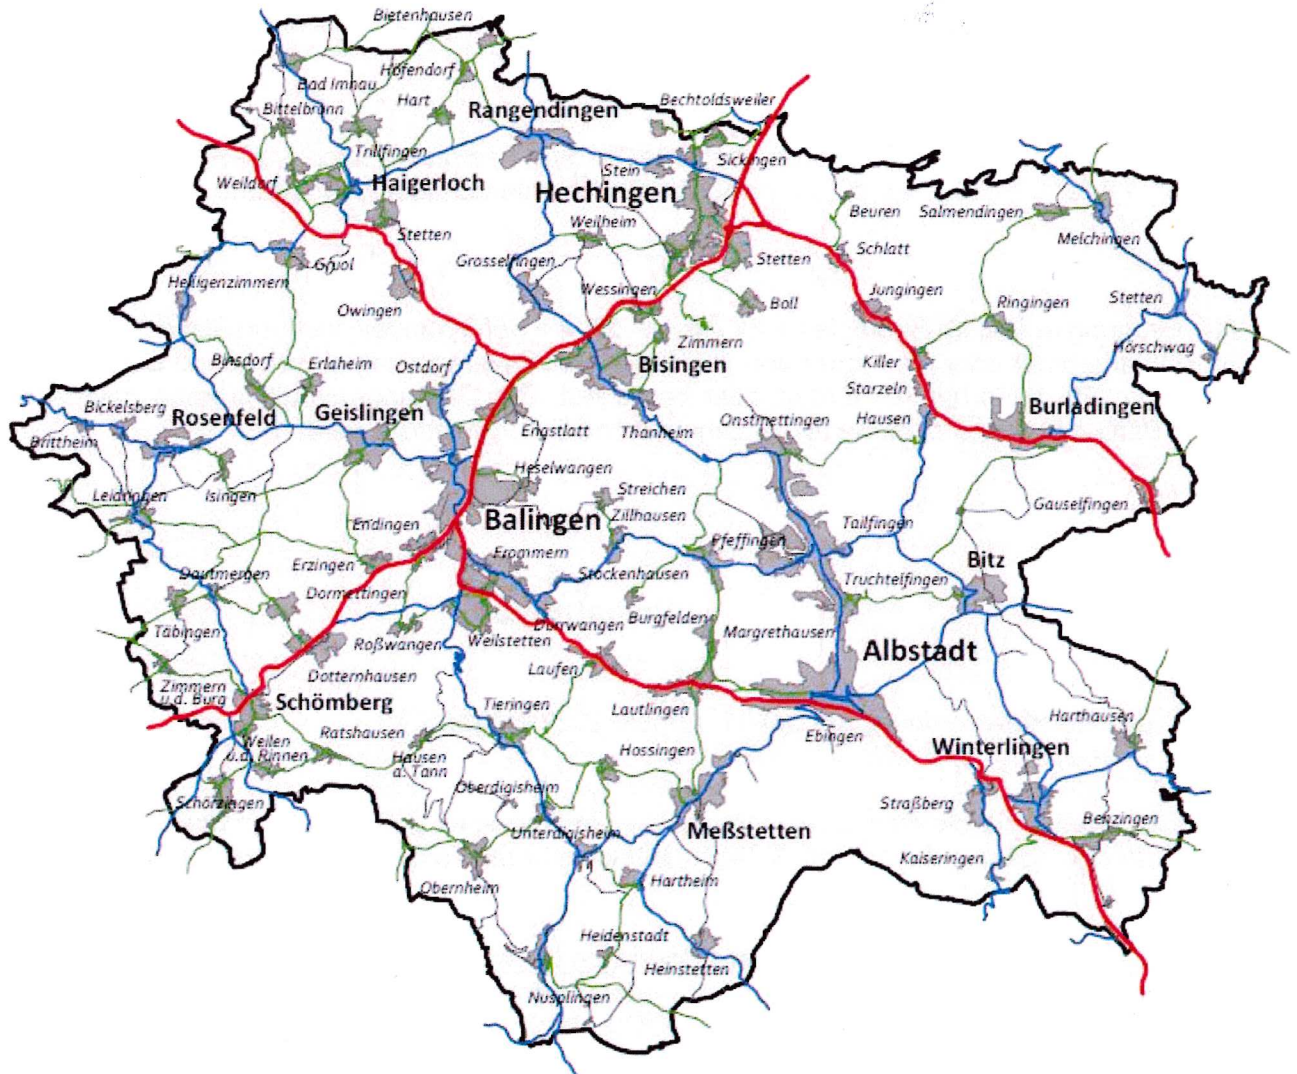 Bietenhausen
Höfendorf
Bad Imnau
Hart
Bittelbronn
Rangendingen
Bechtoldsweiler
Trillfingen
Sickingen
Stein
Weildorf
Haigerloch
Hechingen
Beuren
Salmendingen
Weilheim
Stetten
Melchingen
Schlatt
Gruol
Grosselfingen
Stetten
Heiligenzimmern
Wessingen
Jungingen
Stetten
Boll
Ringingen
Owingen
Zimmern
Hörschwag
Binsdorf
Erlaheim
Ostdorf
Bisingen
Killer
Starzeln
Bickelsberg
Rosenfeld
Geislingen
Burladingen
Onstmettingen
Hausen
Brittheim
Engstlatt
Thanheim
Heselwangen
Leidringen
Isingen
Streichen
Gauselfingen
Endingen
Balingen
Zillhausen
Tailfingen
Pfeffingen
Frommern
Erzingen
Bitz
Dautmergen
Stockenhausen
Truchtelfingen
Dormettingen
Täbingen
Dürrwangen
Burgfelden
Margrethausen
Roßwangen
Weilstetten
Albstadt
Laufen
Dotternhausen
Zimmern
u.d. Burg
Schömberg
Tieringen
Lautlingen
Harthausen
Ratshausen
Ebingen
Weilen
u.d. Rinnen
Hausen
a. Tann
Hossingen
Winterlingen
Oberdigisheim
Schörzingen
Straßberg
Unterdigisheim
Meßstetten
Benzingen
Kaiseringen
Obernheim
Hartheim
Heidenstadt
Heinstetten
Nusplingen